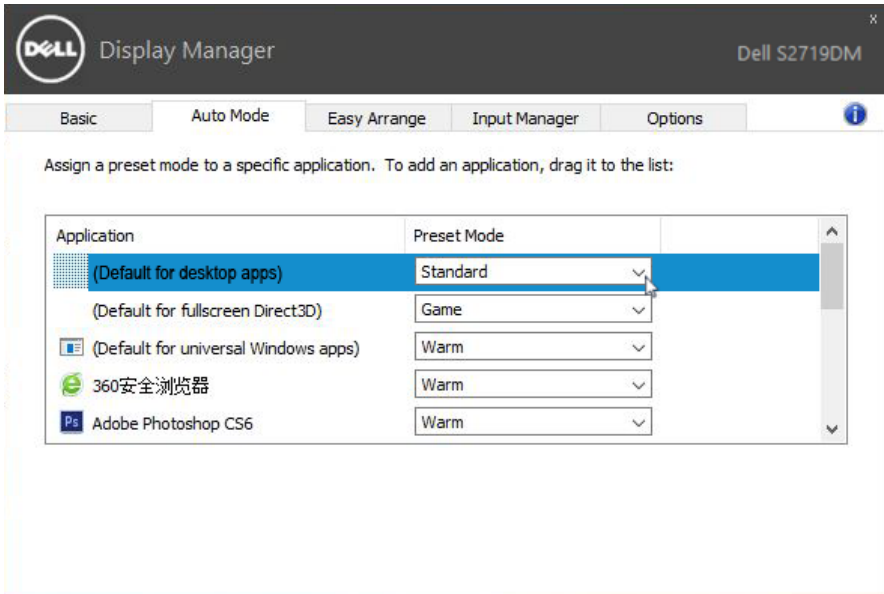 x
DELL Display Manager
Dell S2719DM
Basic Auto Mode Easy Arrange Input Manager Options i
Assign a preset mode to a specific application. To add an application, drag it to the list:
Application Preset Mode
(Default for desktop apps) Standard
(Default for fullscreen Direct3D) Game
(Default for universal Windows apps) Warm
360安全浏览器 Warm
Ps Adobe Photoshop CS6 Warm